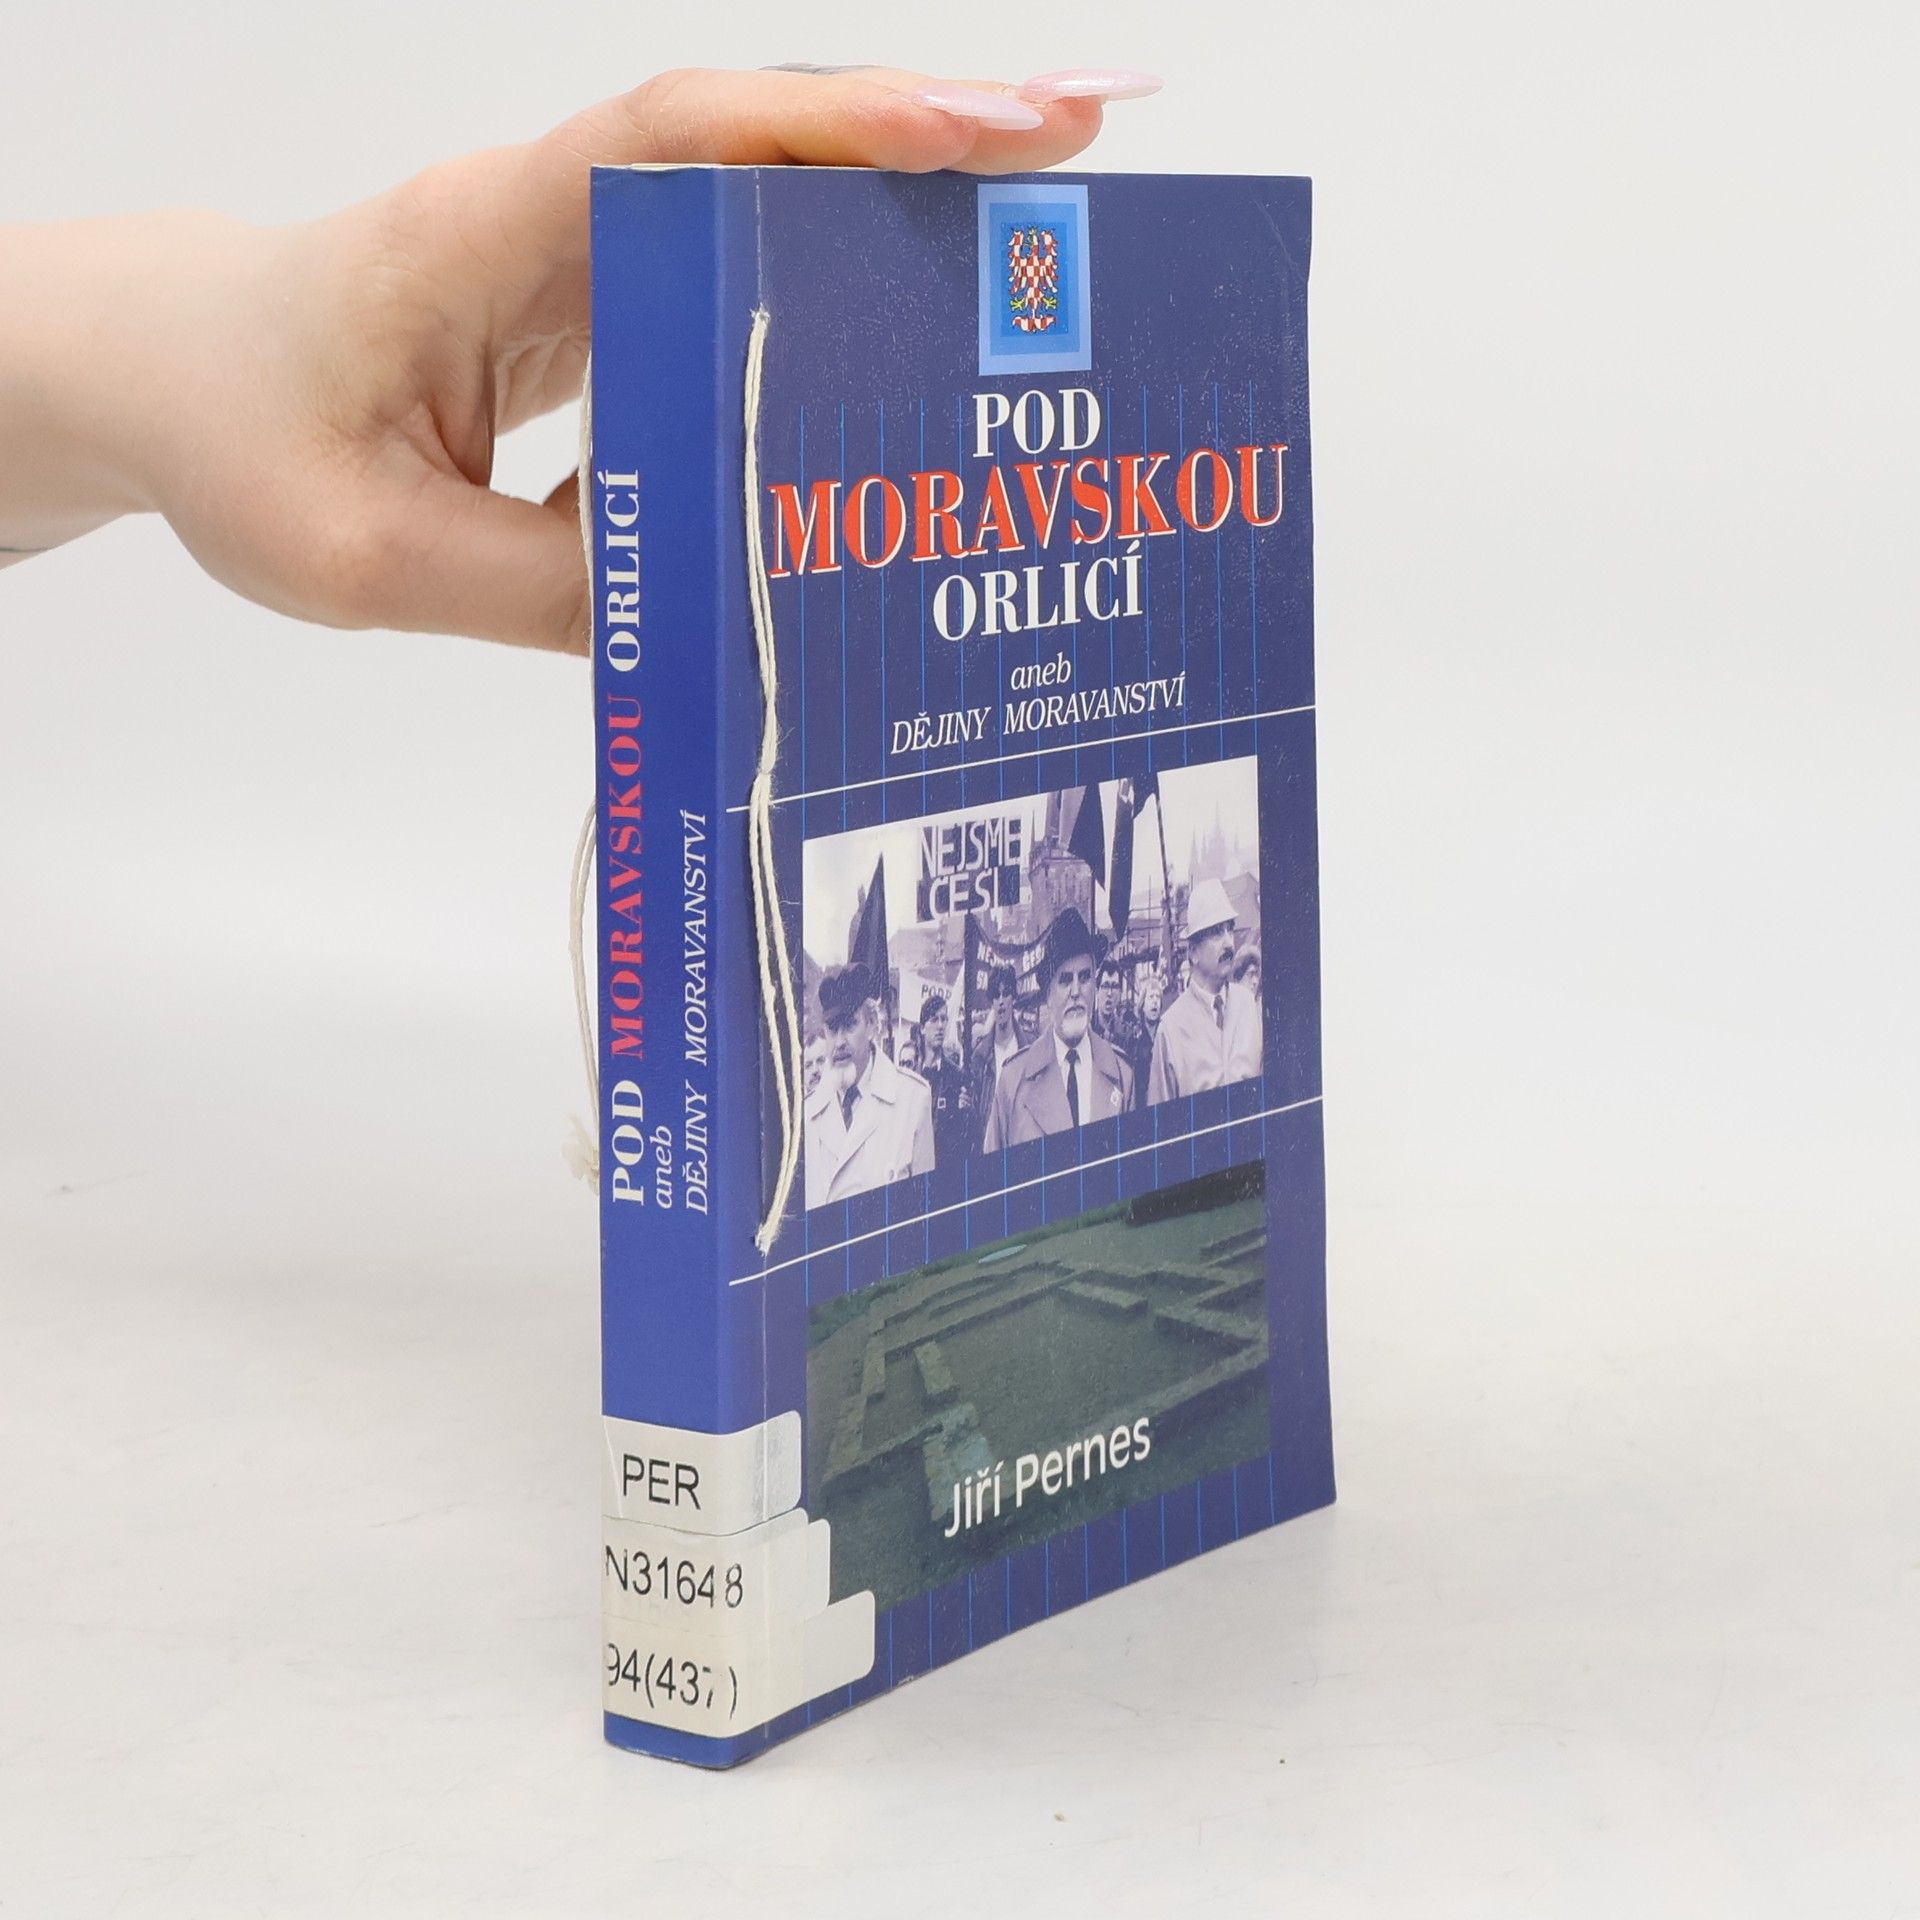 POD
MORAVSKOU
ORLICÍ
aneb
DĚJINY MORAVANSTVÍ
NEJSME
ČEŠI
Jiří Pernes
POD MORAVSKOU ORLICÍ
aneb
DĚJINY MORAVANSTVÍ
PER
N31648
94(437)